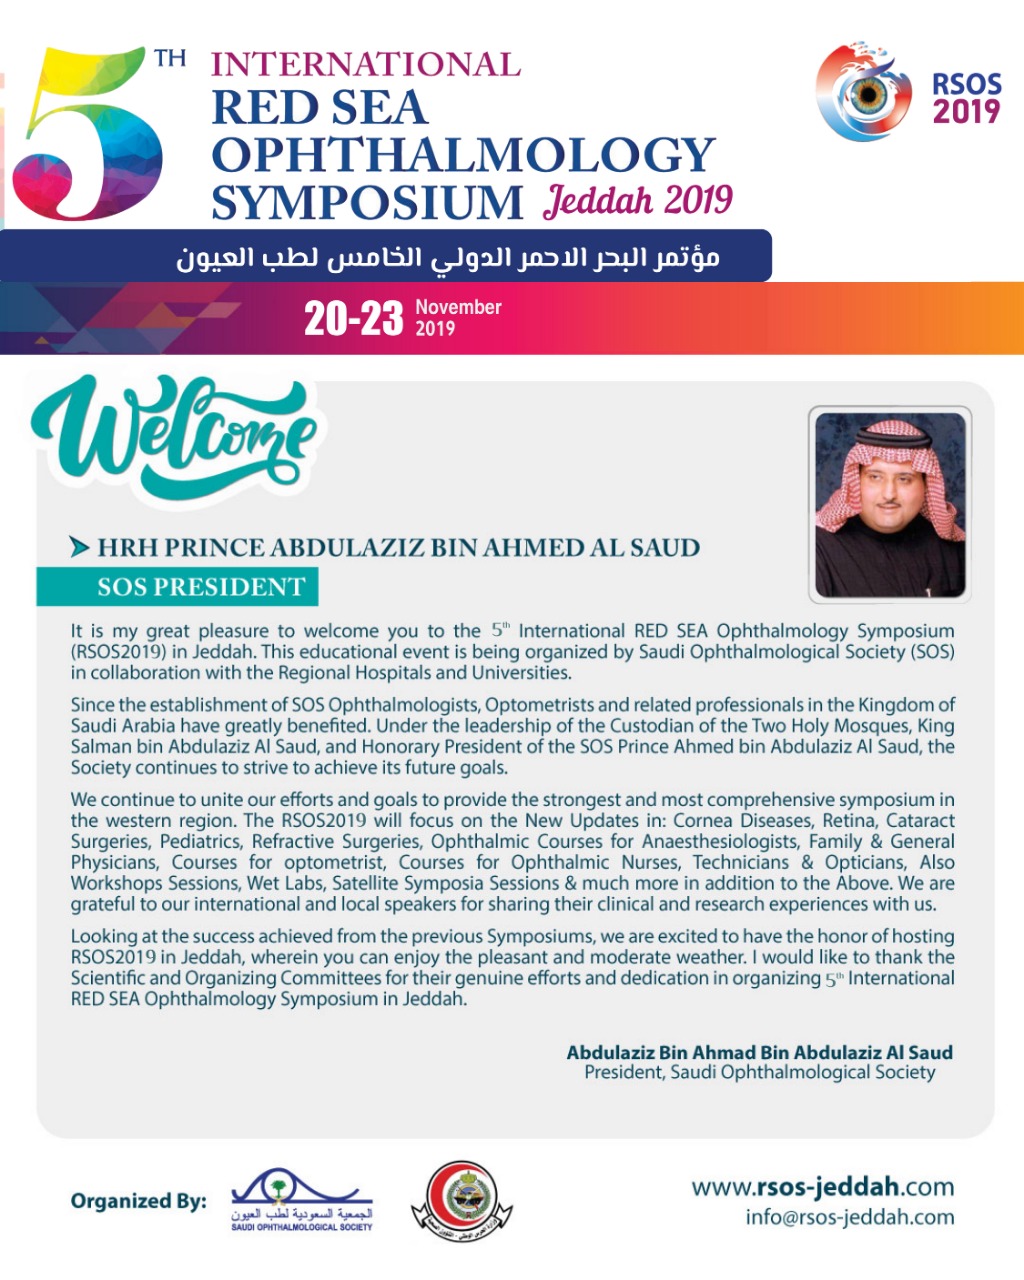 5TH INTERNATIONAL
RED SEA
OPHTHALMOLOGY
SYMPOSIUM Jeddah 2019
RSOS
2019
مؤتمر البحر الاحمر الدولي الخامس لطب العيون
20-23 November
2019
Welcome
HRH PRINCE ABDULAZIZ BIN AHMED AL SAUD
SOS PRESIDENT
It is my great pleasure to welcome you to the 5th International RED SEA Ophthalmology Symposium
(RSOS2019) in Jeddah. This educational event is being organized by Saudi Ophthalmological Society (SOS)
in collaboration with the Regional Hospitals and Universities.
Since the establishment of SOS Ophthalmologists, Optometrists and related professionals in the Kingdom of
Saudi Arabia have greatly benefited. Under the leadership of the Custodian of the Two Holy Mosques, King
Salman bin Abdulaziz Al Saud, and Honorary President of the SOS Prince Ahmed bin Abdulaziz Al Saud, the
Society continues to strive to achieve its future goals.
We continue to unite our efforts and goals to provide the strongest and most comprehensive symposium in
the western region. The RSOS2019 will focus on the New Updates in: Cornea Diseases, Retina, Cataract
Surgeries, Pediatrics, Refractive Surgeries, Ophthalmic Courses for Anaesthesiologists, Family & General
Physicians, Courses for optometrist, Courses for Ophthalmic Nurses, Technicians & Opticians, Also
Workshops Sessions, Wet Labs, Satellite Symposia Sessions & much more in addition to the Above. We are
grateful to our international and local speakers for sharing their clinical and research experiences with us.
Looking at the success achieved from the previous Symposiums, we are excited to have the honor of hosting
RSOS2019 in Jeddah, wherein you can enjoy the pleasant and moderate weather. I would like to thank the
Scientific and Organizing Committees for their genuine efforts and dedication in organizing 5th International
RED SEA Ophthalmology Symposium in Jeddah.
Abdulaziz Bin Ahmad Bin Abdulaziz Al Saud
President, Saudi Ophthalmological Society
Organized By:
الجمعية السعودية لطب العيون
SAUDI OPHTHALMOLOGICAL SOCIETY
وزارة الحرس الوطني - الشؤون الصحية
www.rsos-jeddah.com
info@rsos-jeddah.com